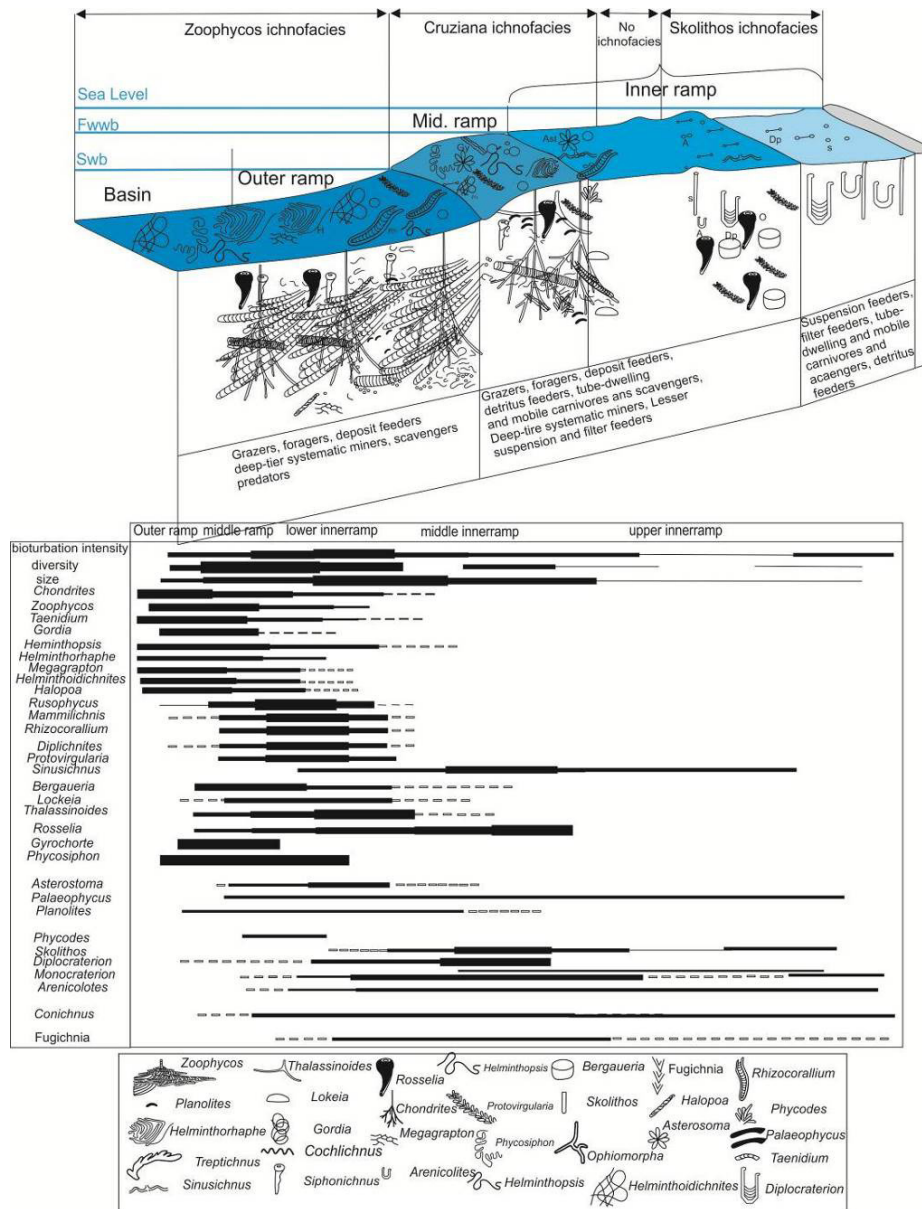 Zoophycos ichnofacies
Cruziana ichnofacies
No
ichnofacies
Skolithos ichnofacies
Sea Level
Inner ramp
Fwwb
Mid. ramp
Swb
Outer ramp
Basin
Ast
A
Dp
s
H
s
A
Dp
Suspension feeders,
filter feeders, tube-
dwelling and mobile
carnivores and
acaengers, detritus
feeders
Grazers, foragers, deposit feeders,
detritus feeders, tube-dwelling
and mobile carnivores ans scavengers,
Deep-tire systematic miners, Lesser
suspension and filter feeders
Grazers, foragers, deposit feeders
deep-tier systematic miners, scavengers
predators
Outer ramp middle ramp lower innerramp middle innerramp upper innerramp
bioturbation intensity
diversity
size
Chondrites
Zoophycos
Taenidium
Gordia
Heminthopsis
Helminthorhaphe
Megagrapton
Helminthoidichnites
Halopoa
Rusophycus
Mammilichnis
Rhizocorallium
Diplichnites
Protovirgularia
Sinusichnus
Bergaueria
Lockeia
Thalassinoides
Rosselia
Gyrochorte
Phycosiphon
Asterostoma
Palaeophycus
Planolites
Phycodes
Skolithos
Diplocraterion
Monocraterion
Arenicolotes
Conichnus
Fugichnia
Zoophycos Thalassinoides Rosselia Helminthopsis Bergaueria Fugichnia Rhizocorallium
Planolites Lokeia Chondrites Protovirgularia Skolithos Halopoa Phycodes
Helminthorhaphe Gordia Megagrapton Phycosiphon Ophiomorpha Asterosoma Palaeophycus
Treptichnus Cochlichnus Taenidium
Sinusichnus Siphonichnus Arenicolites Helminthopsis Helminthoidichnites Diplocraterion